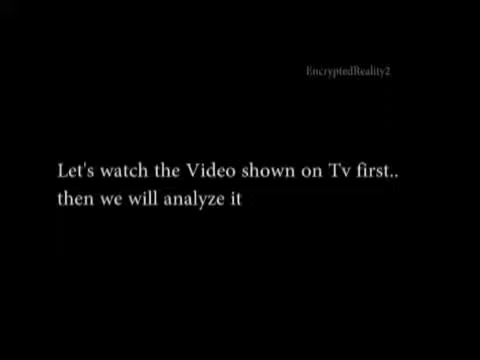 EncryptedReality2
Let's watch the Video shown on Tv first..
then we will analyze it